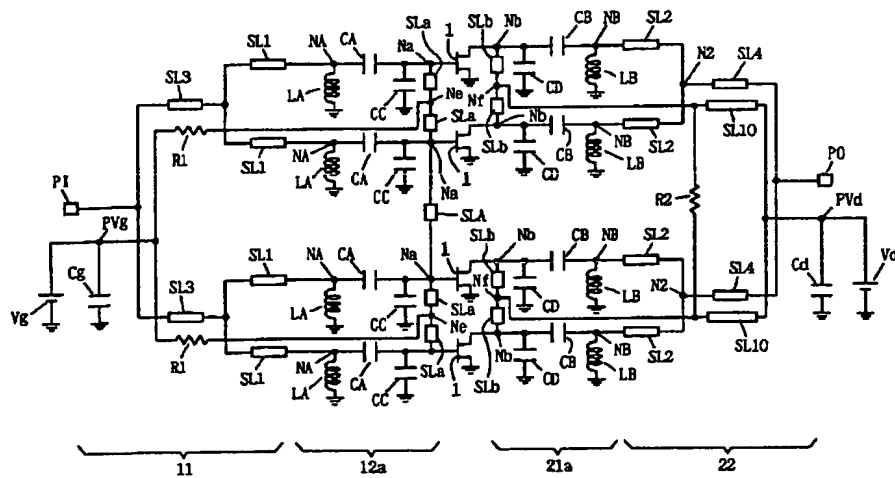 SLa Na SLb Nb CB NB SL2
SL1 NA CA Na 1 N2 SL4
SL3 LA CC Ne Nf CD LB
SLa SLb Nb SL10
R1 SL1 NA CA CC 1 Na CD CB NB SL2 LB
LA
PI PO
R2 PVd
PVg SLA
Cg SL1 NA CA Na 1 SLb Nb CB NB SL2
SL3 Nf N2 SL4 Cd Vd
Vg LA CC SLa CD LB
Ne
R1 SL10
SL1 NA LA CA CC SLa 1 SLb Nb CD CB NB SL2 LB
11 12a 21a 22